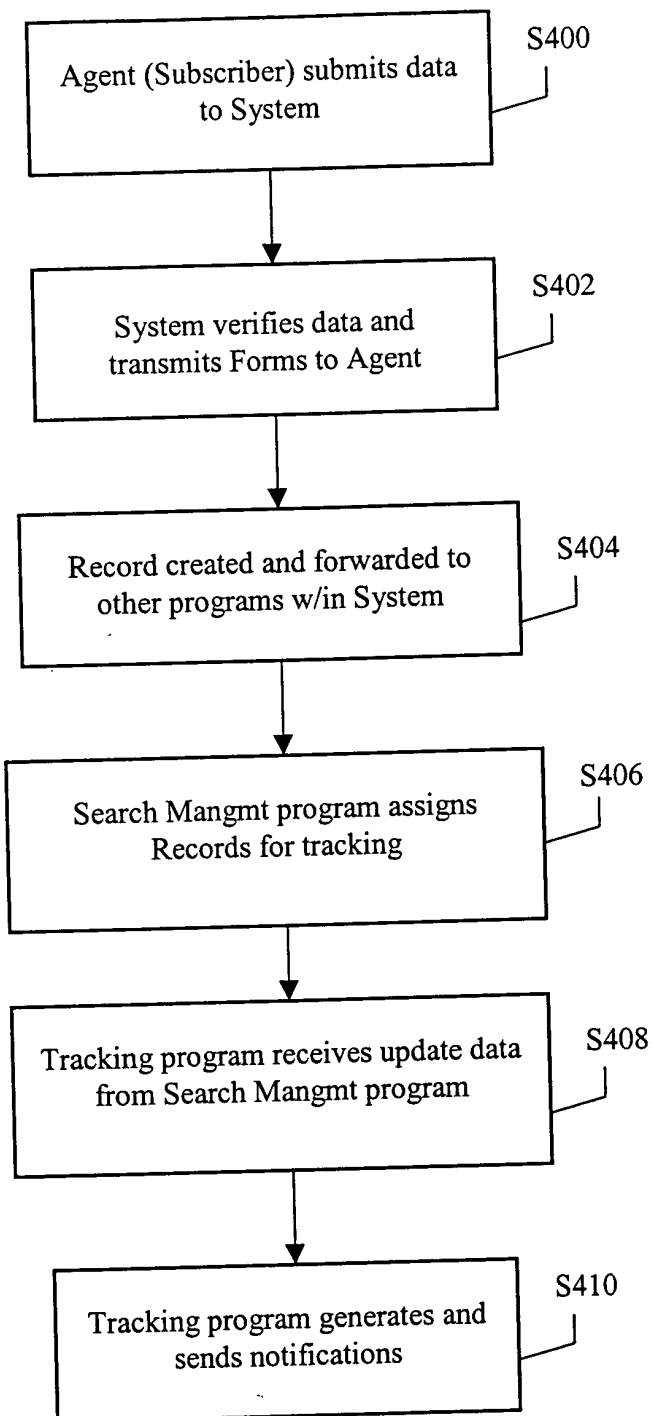 S400
Agent (Subscriber) submits data
to System
S402
System verifies data and
transmits Forms to Agent
S404
Record created and forwarded to
other programs w/in System
S406
Search Mangmt program assigns
Records for tracking
S408
Tracking program receives update data
from Search Mangmt program
S410
Tracking program generates and
sends notifications